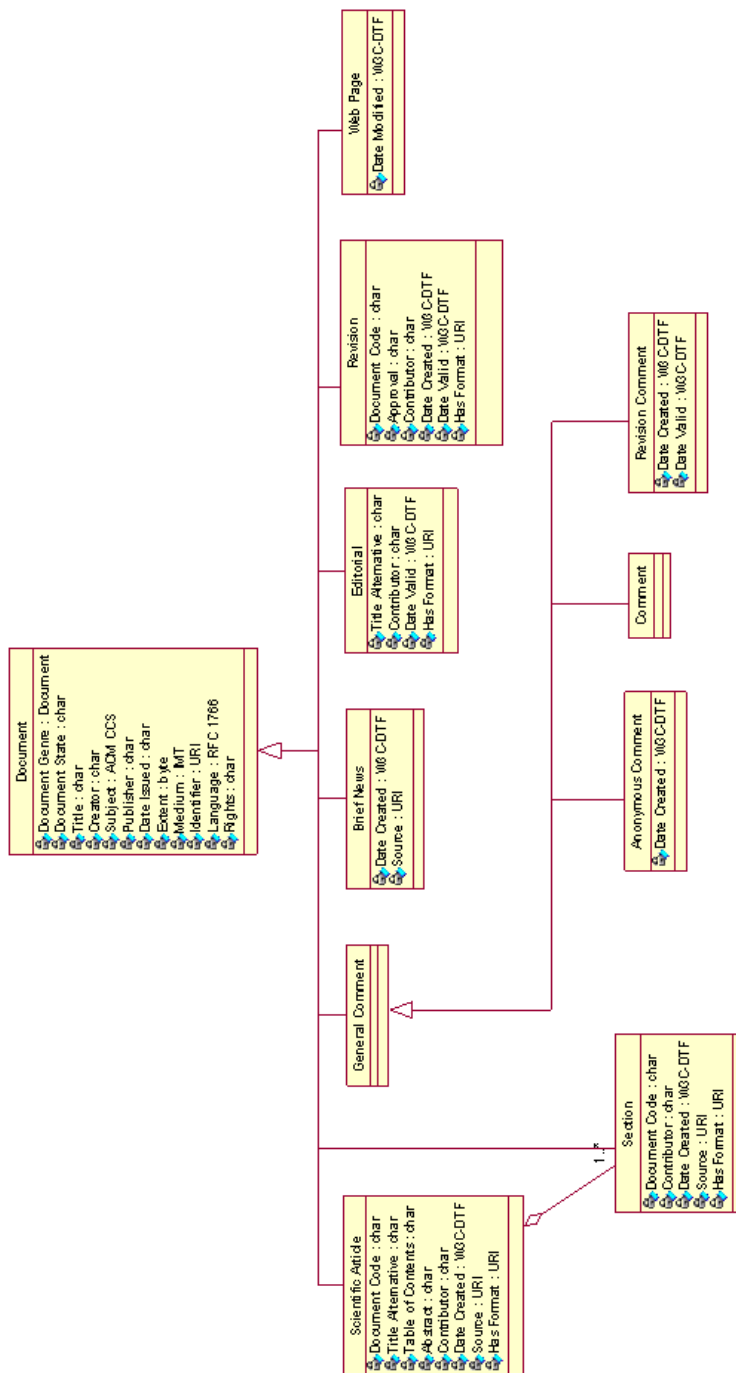 Document
Document Genre : Document
Document State : char
Title : char
Creator : char
Subject : ACM CCS
Publisher : char
Date Issued : char
Extent : byte
Medium : IMT
Identifier : URI
Language : RFC 1766
Rights : char
Scientific Article
Document Code : char
Title Alternative : char
Table of Contents : char
Abstract : char
Contributor : char
Date Created : W3C-DTF
Source : URI
Has Format : URI
General Comment
Brief News
Date Created : W3C-DTF
Source : URI
Editorial
Title Alternative : char
Contributor : char
Date Valid : W3C-DTF
Has Format : URI
Revision
Document Code : char
Approval : char
Contributor : char
Date Created : W3C-DTF
Date Valid : W3C-DTF
Has Format : URI
Web Page
Date Modified : W3C-DTF
1..*
Section
Document Code : char
Contributor : char
Date Created : W3C-DTF
Source : URI
Has Format : URI
Anonymous Comment
Date Created : W3C-DTF
Comment
Revision Comment
Date Created : W3C-DTF
Date Valid : W3C-DTF